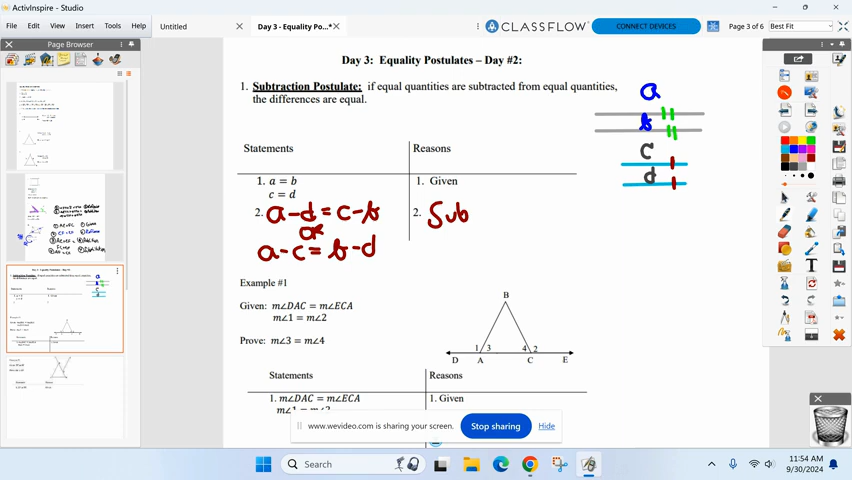 ActivInspire - Studio
File Edit View Insert Tools Help
Untitled
Day 3 - Equality Po...*
CLASSFLOW
CONNECT DEVICES
Page 3 of 6
Best Fit
Page Browser
Day 3: Equality Postulates – Day #2:
1. Subtraction Postulate: if equal quantities are subtracted from equal quantities,
the differences are equal.
a
b
c
d
Statements
Reasons
1. a = b
c = d
1. Given
2. a - d = c - b
or
a - c = b - d
2. Sub
Example #1
Given: m∠DAC = m∠ECA
m∠1 = m∠2
Prove: m∠3 = m∠4
B
1 3 4 2
D A C E
Statements
Reasons
1. m∠DAC = m∠ECA
m∠1 = m∠2
1. Given
www.wevideo.com is sharing your screen.
Stop sharing
Hide
Search
11:54 AM
9/30/2024